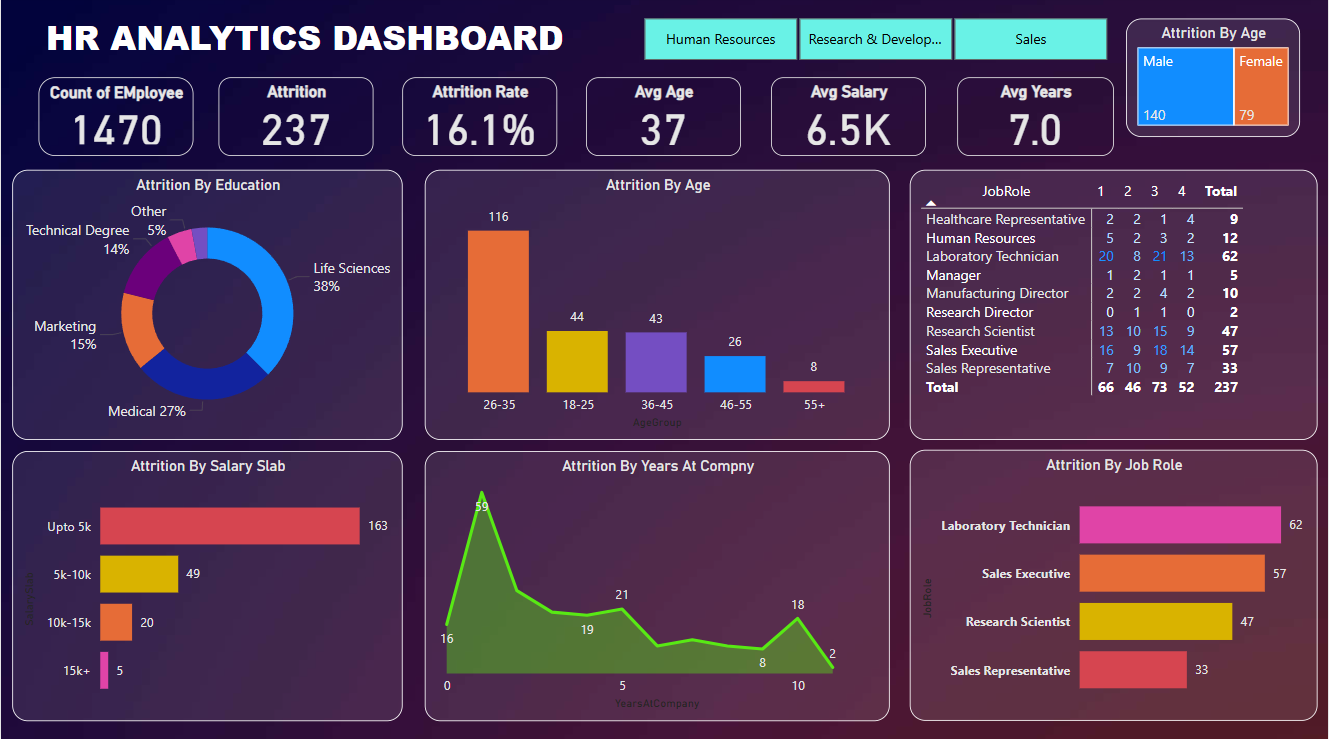 HR ANALYTICS DASHBOARD
Human Resources
Research & Develop...
Sales
Attrition By Age
Male
Female
140
79
Count of EMployee
1470
Attrition
237
Attrition Rate
16.1%
Avg Age
37
Avg Salary
6.5K
Avg Years
7.0
Attrition By Education
Other
5%
Technical Degree
14%
Life Sciences
38%
Marketing
15%
Medical 27%
Attrition By Age
116
44
43
26
8
26-35 18-25 36-45 46-55 55+
AgeGroup
JobRole 1 2 3 4 Total
Healthcare Representative 2 2 1 4 9
Human Resources 5 2 3 2 12
Laboratory Technician 20 8 21 13 62
Manager 1 2 1 1 5
Manufacturing Director 2 2 4 2 10
Research Director 0 1 1 0 2
Research Scientist 13 10 15 9 47
Sales Executive 16 9 18 14 57
Sales Representative 7 10 9 7 33
Total 66 46 73 52 237
Attrition By Salary Slab
Upto 5k 163
5k-10k 49
10k-15k 20
15k+ 5
SalarySlab
Attrition By Years At Compny
59
16
19
21
8
18
2
0 5 10
YearsAtCompany
Attrition By Job Role
Laboratory Technician 62
Sales Executive 57
Research Scientist 47
Sales Representative 33
JobRole